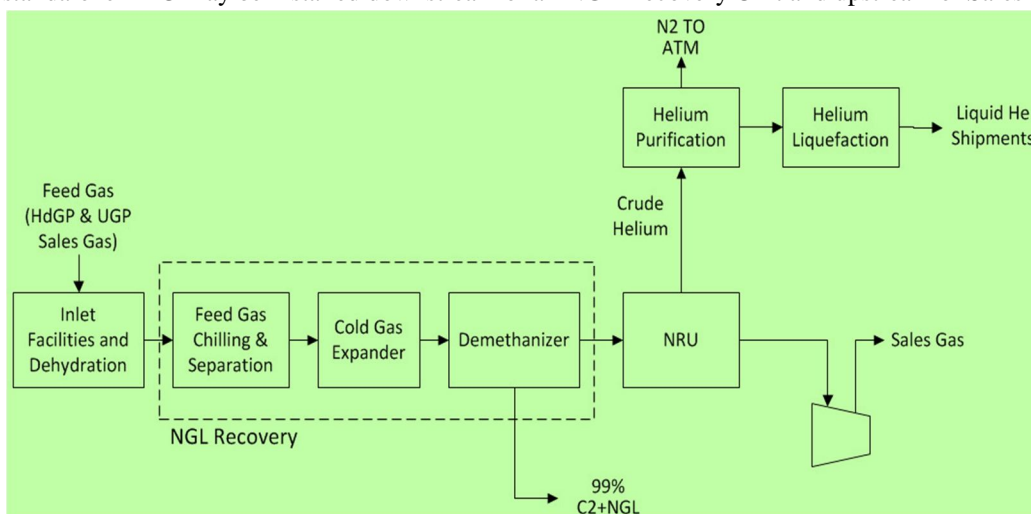 N2 TO
ATM
Helium
Purification
Helium
Liquefaction
Liquid He
Shipments
Feed Gas
(HdGP & UGP
Sales Gas)
Crude
Helium
Inlet
Facilities and
Dehydration
Feed Gas
Chilling &
Separation
Cold Gas
Expander
Demethanizer
NRU
Sales Gas
NGL Recovery
99%
C2+NGL